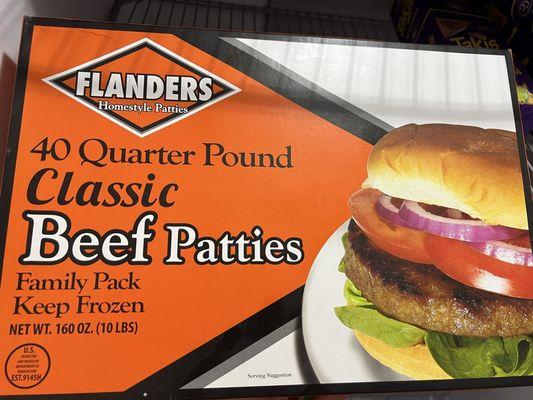 FLANDERS
Homestyle Patties
40 Quarter Pound
Classic
Beef Patties
Family Pack
Keep Frozen
NET WT. 160 OZ. (10 LBS)
U.S.
INSPECTED
AND PASSED BY
DEPARTMENT OF
AGRICULTURE
EST.9145H
Serving Suggestion
Takis